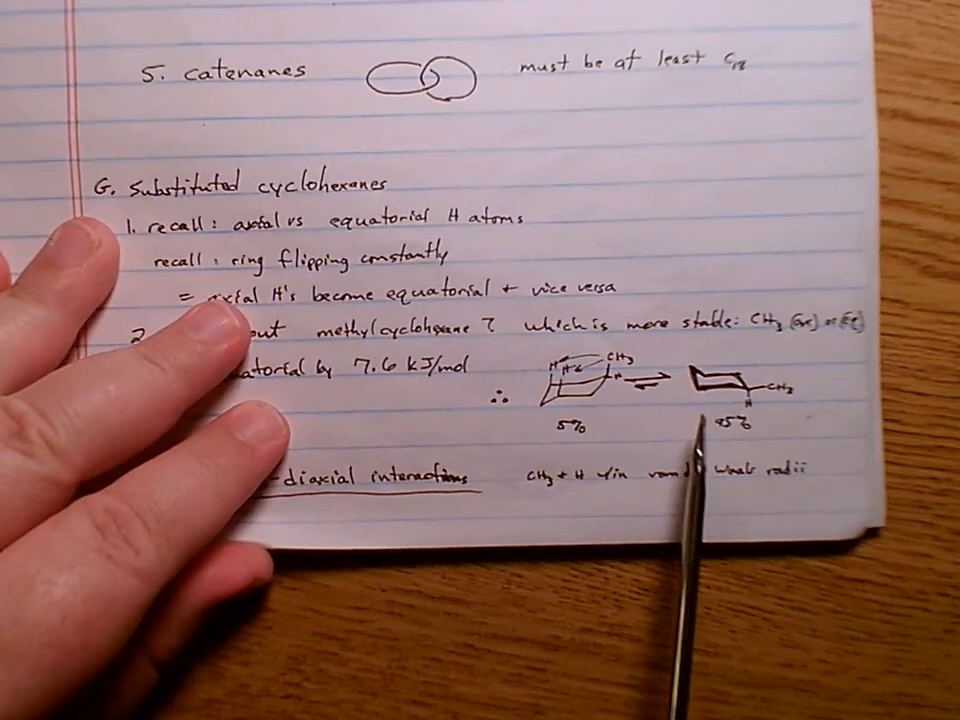 5. catenanes must be at least C18
G. Substituted cyclohexanes
1. recall: axial vs equatorial H atoms
recall: ring flipping constantly
= axial H's become equatorial + vice versa
2. out methylcyclohexane? which is more stable: CH3 (ax) or (eq)
atorial by 7.6 kJ/mol
H H CH3 H
∴ CH3 H
5% 95%
-diaxial interactions CH3 + H w/in van d Waals radii